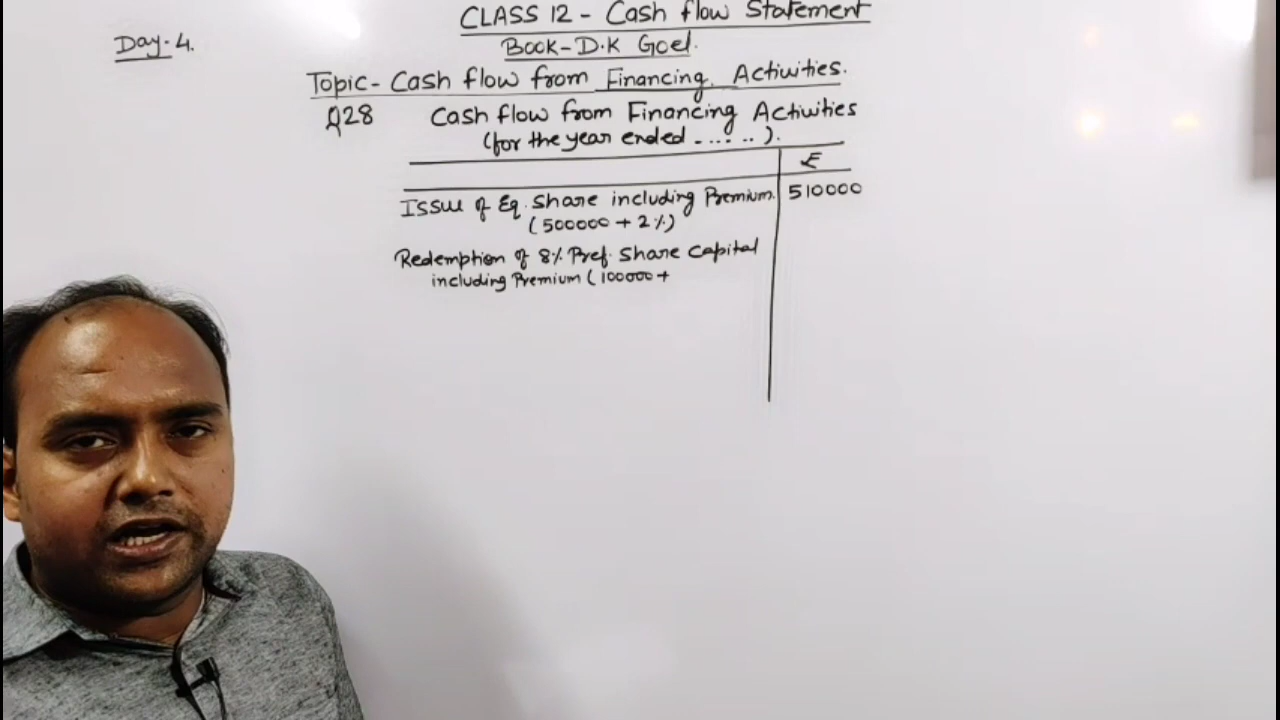 CLASS 12 - Cash flow Statement
Day-4.
Book-D.K Goel.
Topic- Cash flow from Financing Activities.
Q28 Cash flow from Financing Activities
(for the year ended ........).
₹
Issue of Eq. Share including Premium. 510000
(500000 + 2%)
Redemption of 8% Pref. Share Capital
including Premium (100000+